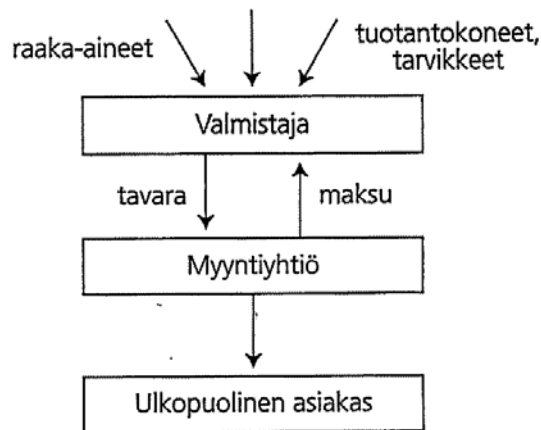 raaka-aineet
tuotantokoneet,
tarvikkeet
Valmistaja
tavara
maksu
Myyntiyhtiö
Ulkopuolinen asiakas